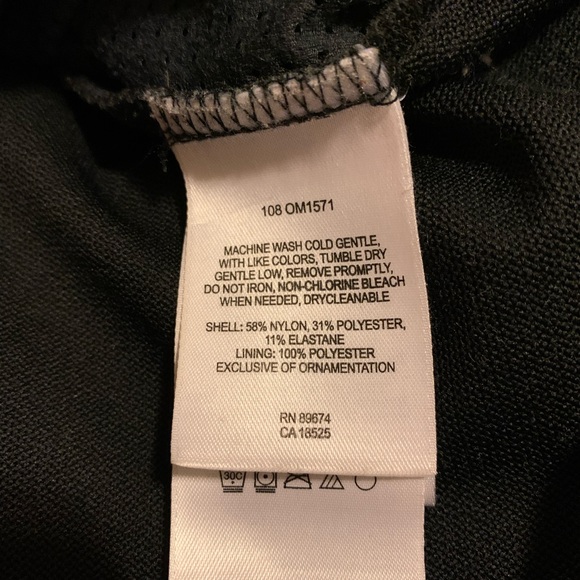 108 OM1571
MACHINE WASH COLD GENTLE,
WITH LIKE COLORS, TUMBLE DRY
GENTLE LOW, REMOVE PROMPTLY,
DO NOT IRON, NON-CHLORINE BLEACH
WHEN NEEDED, DRYCLEANABLE
SHELL: 58% NYLON, 31% POLYESTER,
11% ELASTANE
LINING: 100% POLYESTER
EXCLUSIVE OF ORNAMENTATION
RN 89674
CA 18525
30C